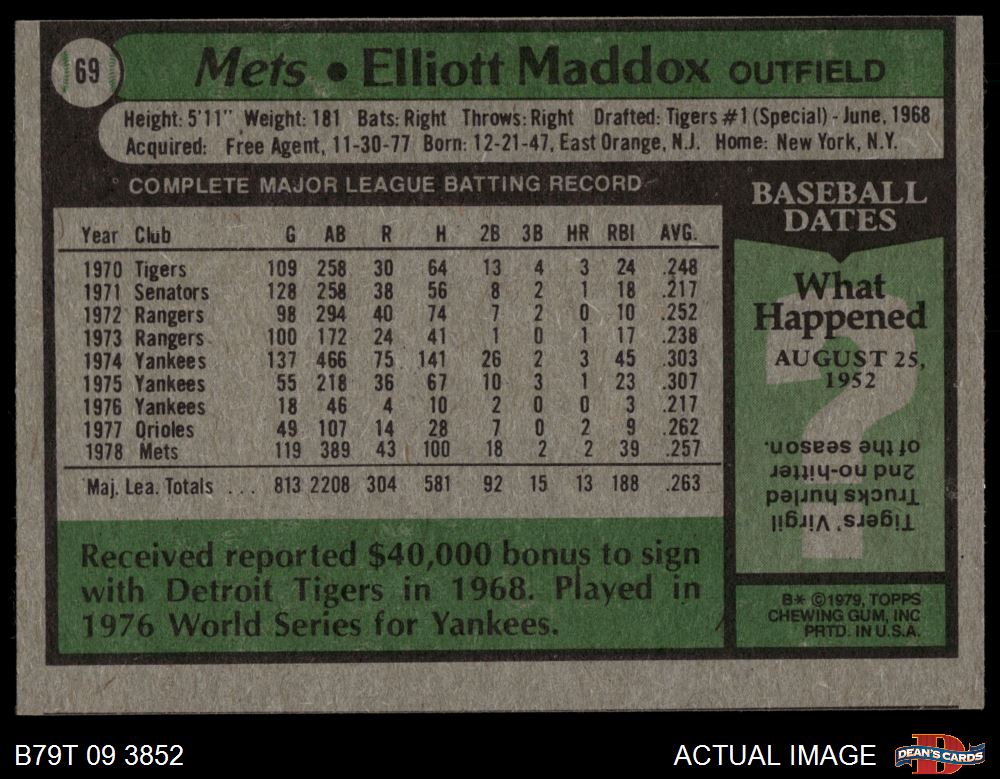 69
Mets • Elliott Maddox OUTFIELD
Height: 5'11" Weight: 181 Bats: Right Throws: Right Drafted: Tigers #1 (Special) - June, 1968
Acquired: Free Agent, 11-30-77 Born: 12-21-47, East Orange, N.J. Home: New York, N.Y.
COMPLETE MAJOR LEAGUE BATTING RECORD
Year Club G AB R H 2B 3B HR RBI AVG.
1970 Tigers 109 258 30 64 13 4 3 24 .248
1971 Senators 128 258 38 56 8 2 1 18 .217
1972 Rangers 98 294 40 74 7 2 0 10 .252
1973 Rangers 100 172 24 41 1 0 1 17 .238
1974 Yankees 137 466 75 141 26 2 3 45 .303
1975 Yankees 55 218 36 67 10 3 1 23 .307
1976 Yankees 18 46 4 10 2 0 0 3 .217
1977 Orioles 49 107 14 28 7 0 2 9 .262
1978 Mets 119 389 43 100 18 2 2 39 .257
Maj. Lea. Totals ... 813 2208 304 581 92 15 13 188 .263
Received reported $40,000 bonus to sign
with Detroit Tigers in 1968. Played in
1976 World Series for Yankees.
BASEBALL
DATES
What
Happened
AUGUST 25,
1952
?
Tigers' Virgil
Trucks hurled
2nd no-hitter
of the season.
B* ©1979, TOPPS
CHEWING GUM, INC
PRTD. IN U.S.A.
B79T 09 3852
ACTUAL IMAGE
D
DEAN'S CARDS